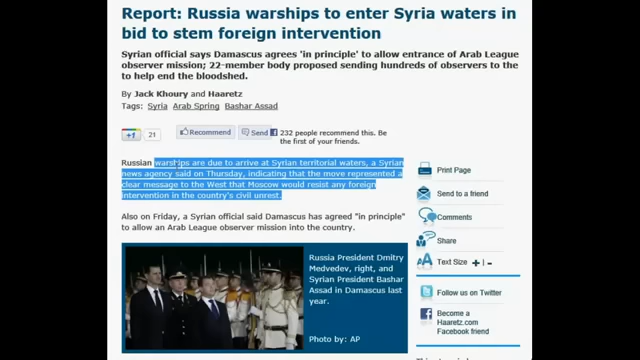 Report: Russia warships to enter Syria waters in
bid to stem foreign intervention
Syrian official says Damascus agrees 'in principle' to allow entrance of Arab League
observer mission; 22-member body proposed sending hundreds of observers to the
to help end the bloodshed.
By Jack Khoury and Haaretz
Tags: Syria Arab Spring Bashar Assad
+1 21 Recommend Send 232 people recommend this. Be
the first of your friends.
Russian warships are due to arrive at Syrian territorial waters, a Syrian
news agency said on Thursday, indicating that the move represented a
clear message to the West that Moscow would resist any foreign
intervention in the country's civil unrest.
Also on Friday, a Syrian official said Damascus has agreed "in principle"
to allow an Arab League observer mission into the country.
Russia President Dmitry
Medvedev, right, and
Syrian President Bashar
Assad in Damascus last
year.
Photo by: AP
Print Page
Send to a friend
Comments
Share
Text Size + | -
Follow us on Twitter
Become a
Haaretz.com
Facebook friend